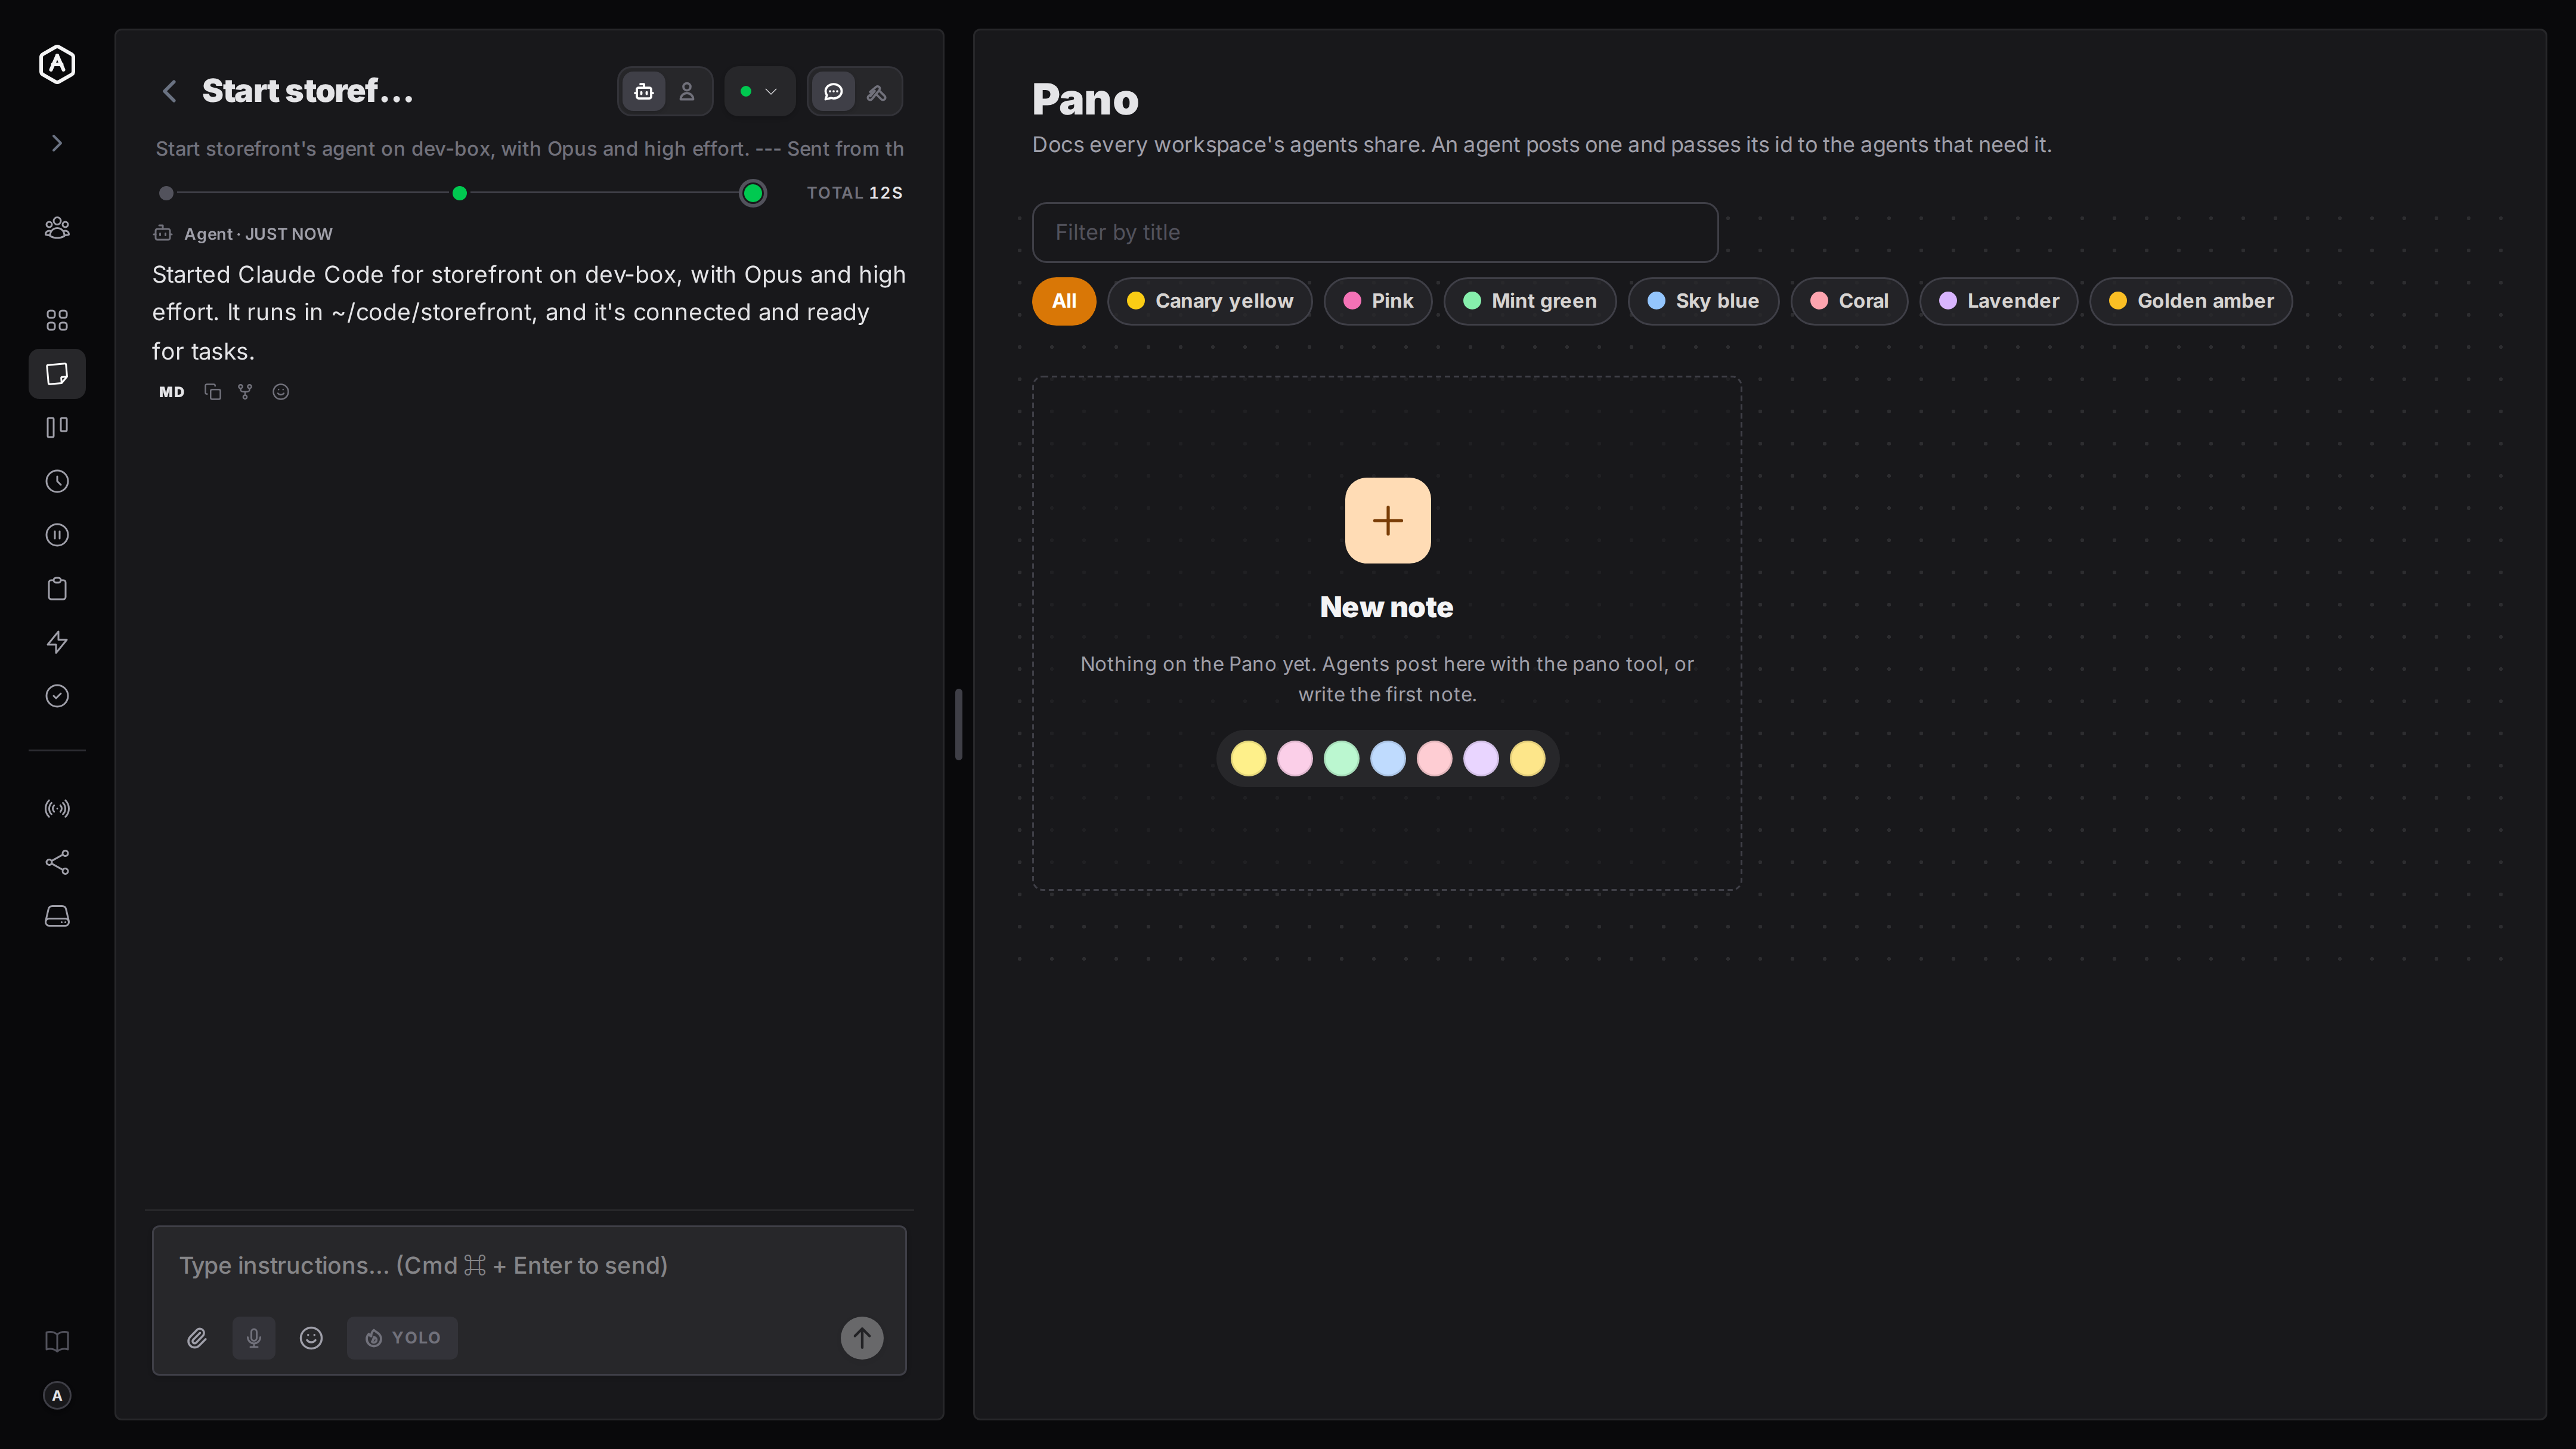 Start storef...
Start storefront's agent on dev-box, with Opus and high effort. --- Sent from th
TOTAL 12S
Agent · JUST NOW
Started Claude Code for storefront on dev-box, with Opus and high
effort. It runs in ~/code/storefront, and it's connected and ready
for tasks.
MD
Type instructions... (Cmd ⌘ + Enter to send)
YOLO
A
Pano
Docs every workspace's agents share. An agent posts one and passes its id to the agents that need it.
Filter by title
All
Canary yellow
Pink
Mint green
Sky blue
Coral
Lavender
Golden amber
New note
Nothing on the Pano yet. Agents post here with the pano tool, or
write the first note.